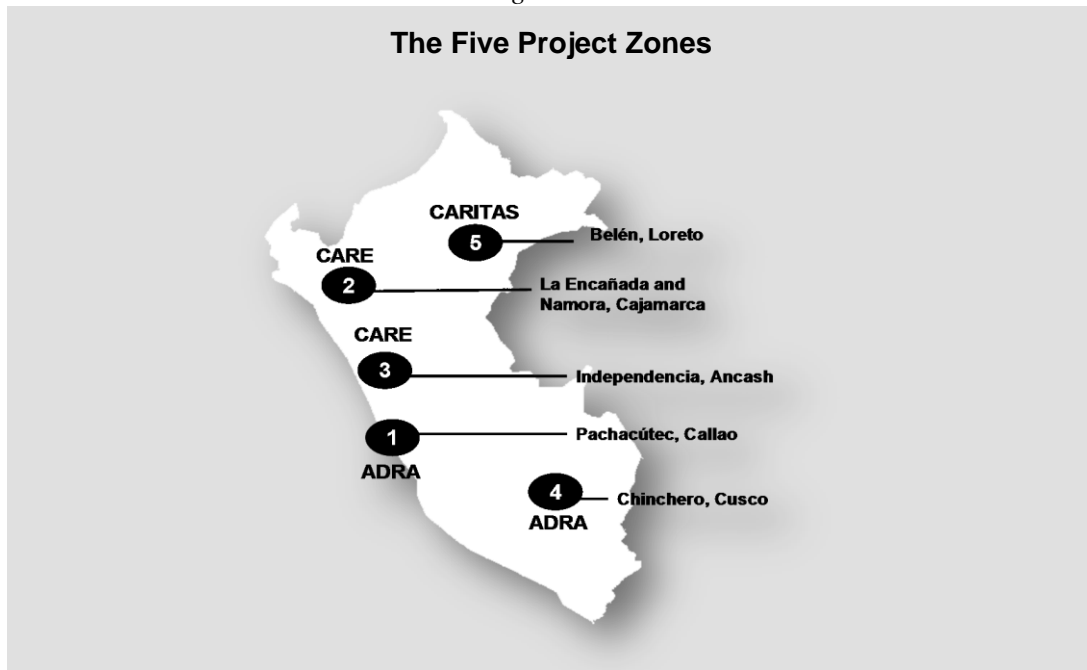 The Five Project Zones
CARITAS
5
Belén, Loreto
CARE
2
La Encañada and
Namora, Cajamarca
CARE
3
Independencia, Ancash
1
Pachacútec, Callao
ADRA
4
Chinchero, Cusco
ADRA